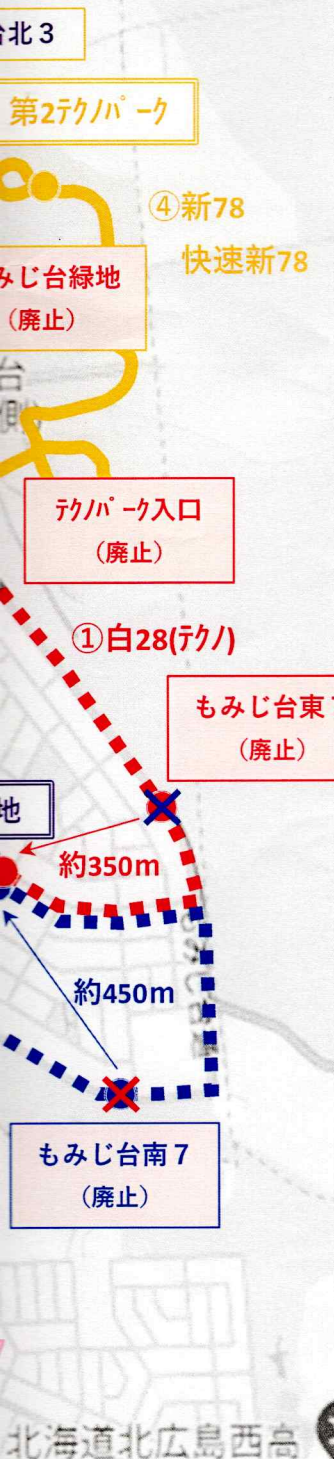 台北3
第2ﾃｸﾉﾊﾟｰｸ
④新78
快速新78
みじ台緑地
(廃止)
台
側
ﾃｸﾉﾊﾟｰｸ入口
(廃止)
①白28(ﾃｸﾉ)
もみじ台東7
(廃止)
地
約350m
約450m
もみじ台南7
(廃止)
北海道北広島西高